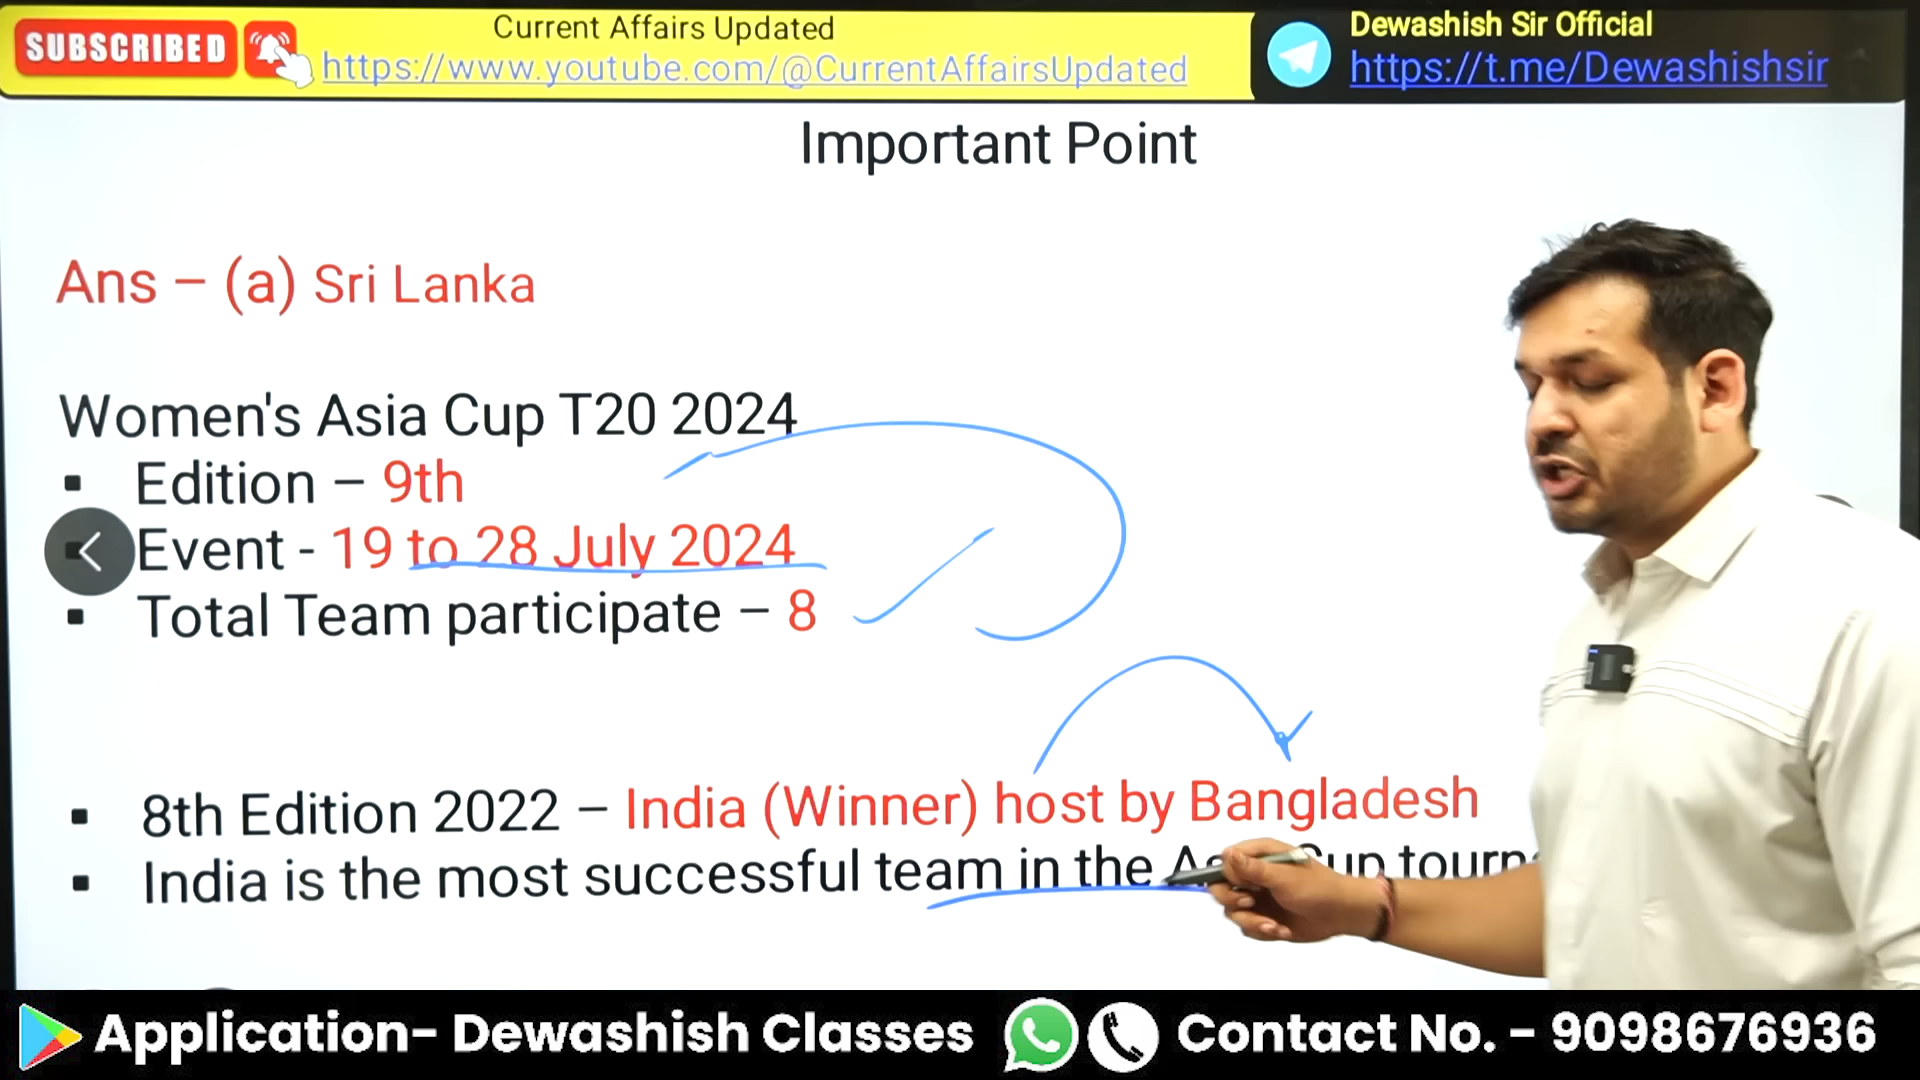 SUBSCRIBED
Current Affairs Updated
https://www.youtube.com/@CurrentAffairsUpdated
Dewashish Sir Official
https://t.me/Dewashishsir
Important Point
Ans – (a) Sri Lanka
Women's Asia Cup T20 2024
▪ Edition – 9th
▪ Event - 19 to 28 July 2024
▪ Total Team participate – 8
▪ 8th Edition 2022 – India (Winner) host by Bangladesh
▪ India is the most successful team in the Cup
Application- Dewashish Classes
Contact No. - 9098676936